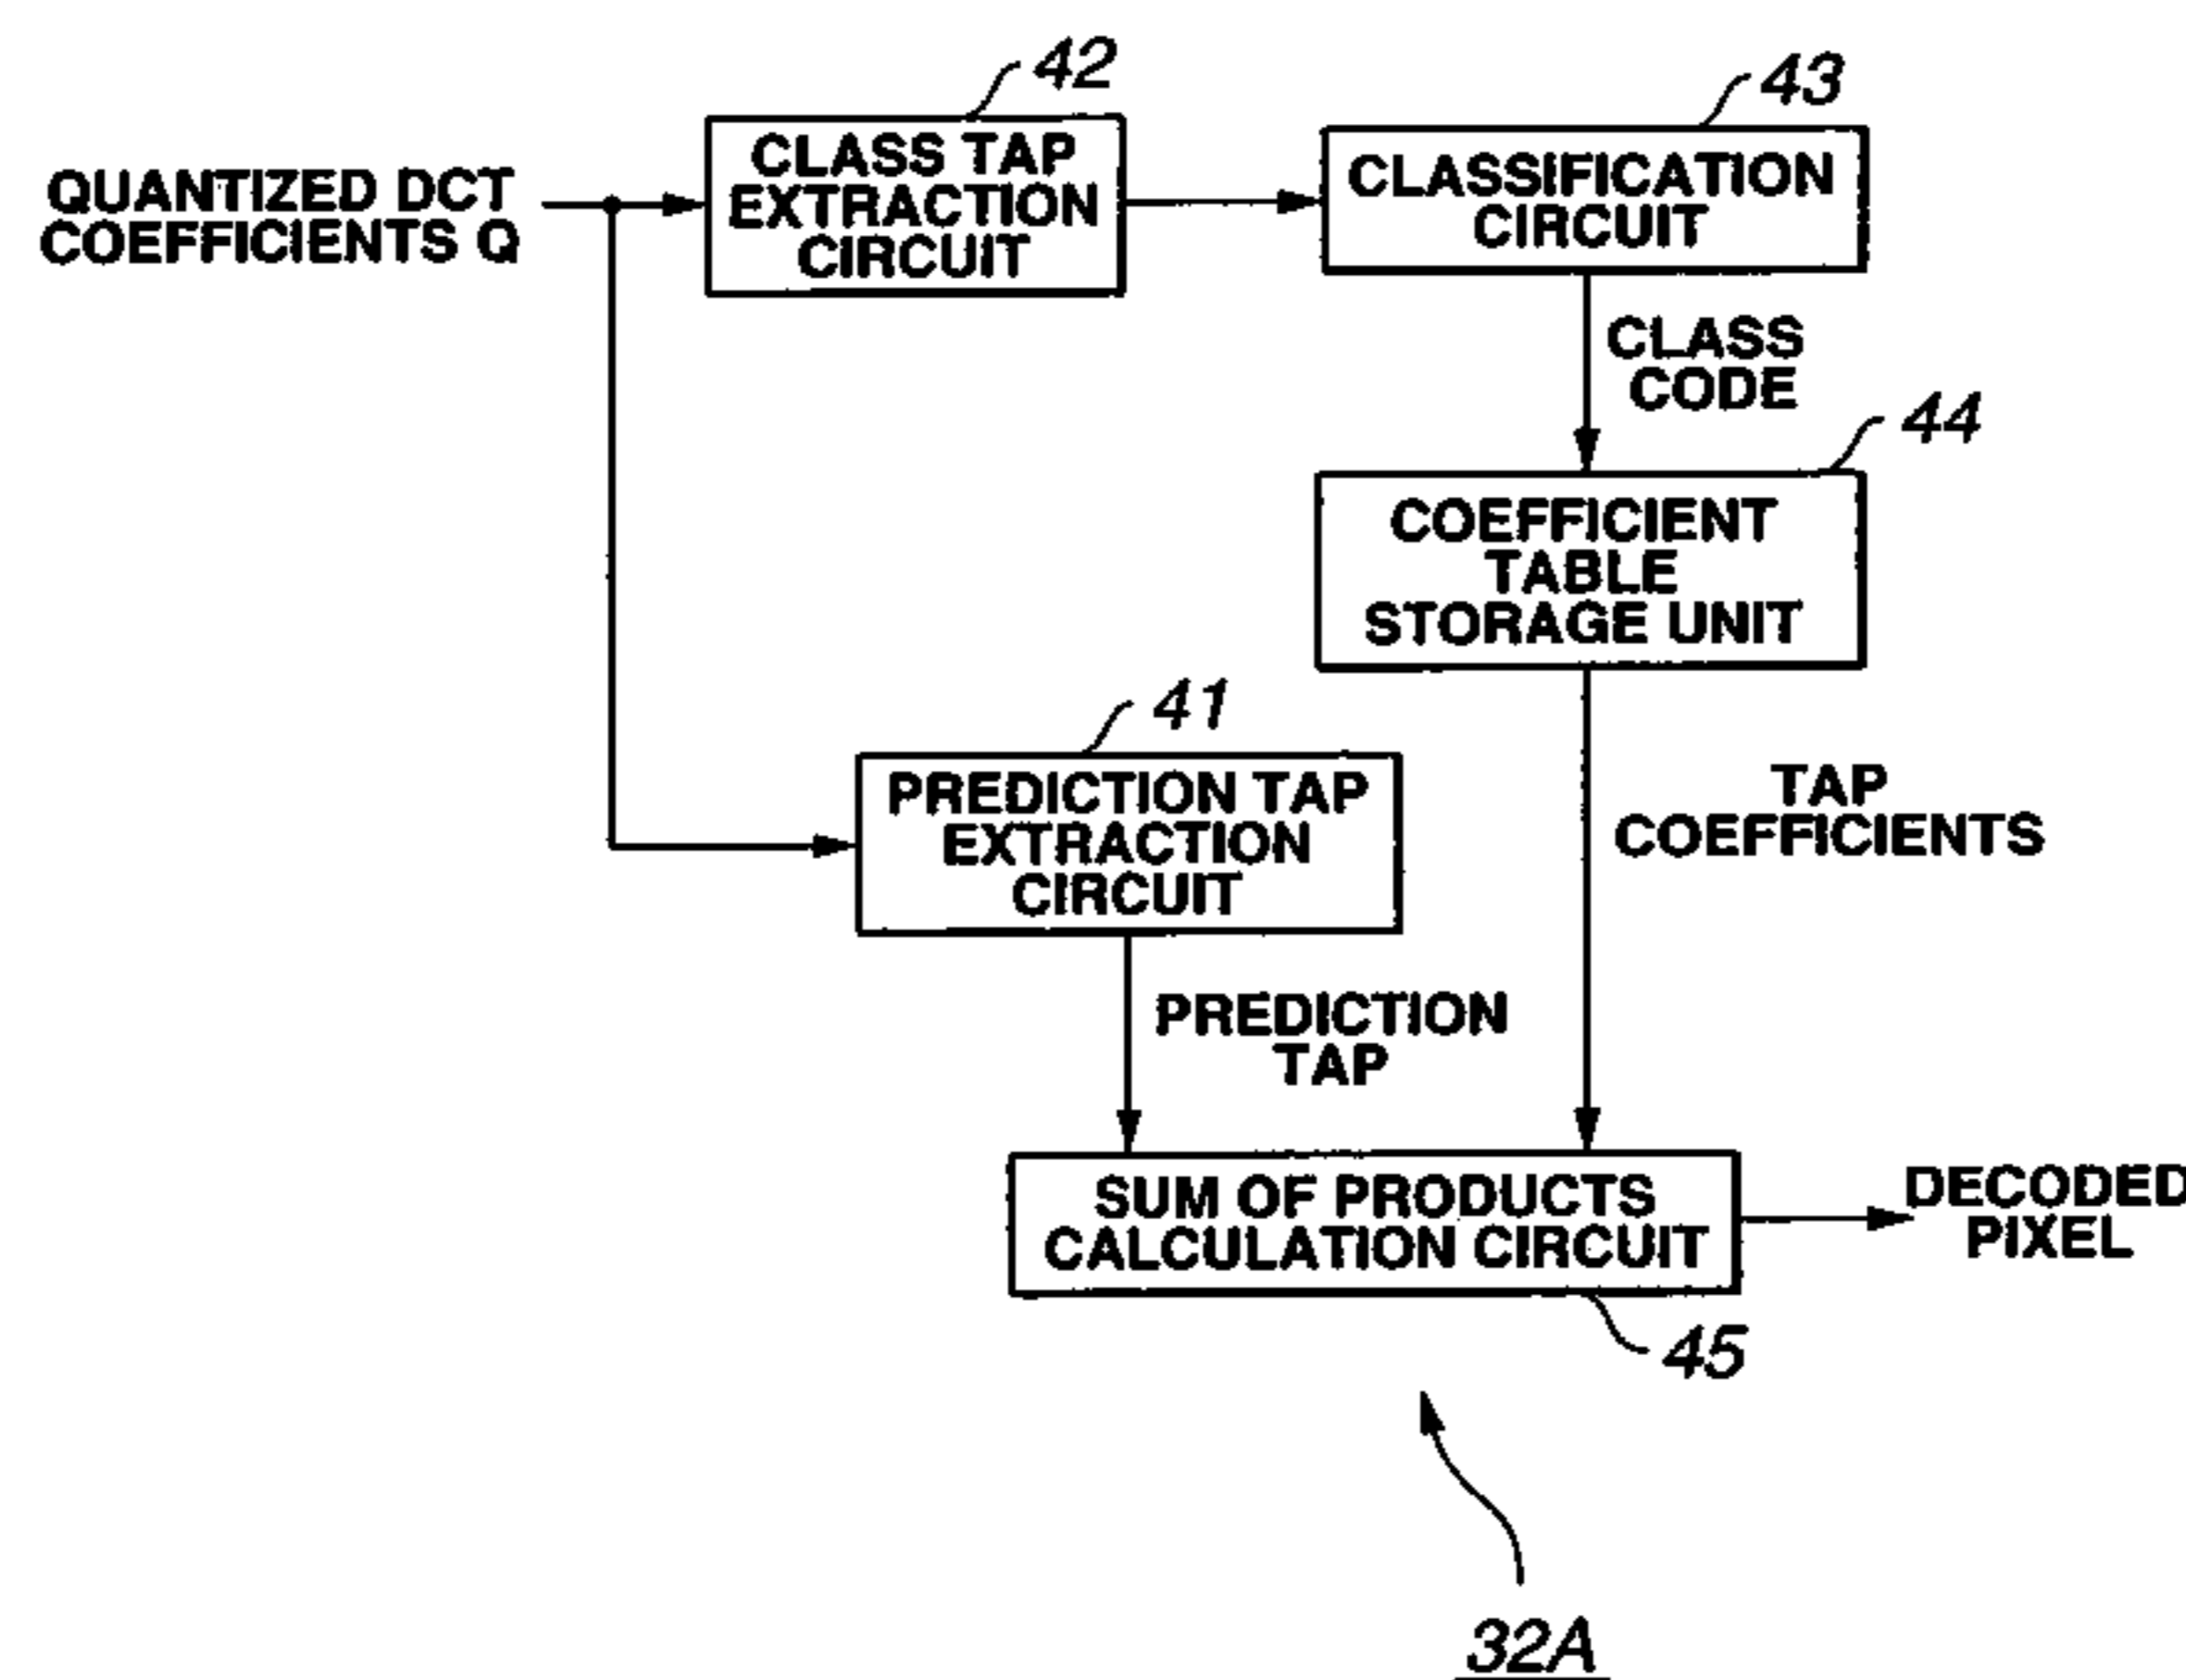 42
43
QUANTIZED DCT
COEFFICIENTS Q
CLASS TAP
EXTRACTION
CIRCUIT
CLASSIFICATION
CIRCUIT
CLASS
CODE
44
COEFFICIENT
TABLE
STORAGE UNIT
41
PREDICTION TAP
EXTRACTION
CIRCUIT
TAP
COEFFICIENTS
PREDICTION
TAP
SUM OF PRODUCTS
CALCULATION CIRCUIT
DECODED
PIXEL
45
32A